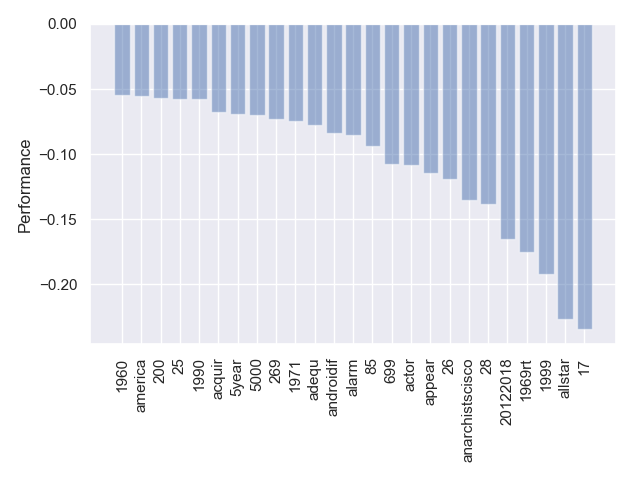 0.00
−0.05
−0.10
−0.15
−0.20
Performance
1960
america
200
25
1990
acquir
5year
5000
269
1971
adequ
androidif
alarm
85
699
actor
appear
26
anarchistscisco
28
20122018
1969rt
1999
allstar
17